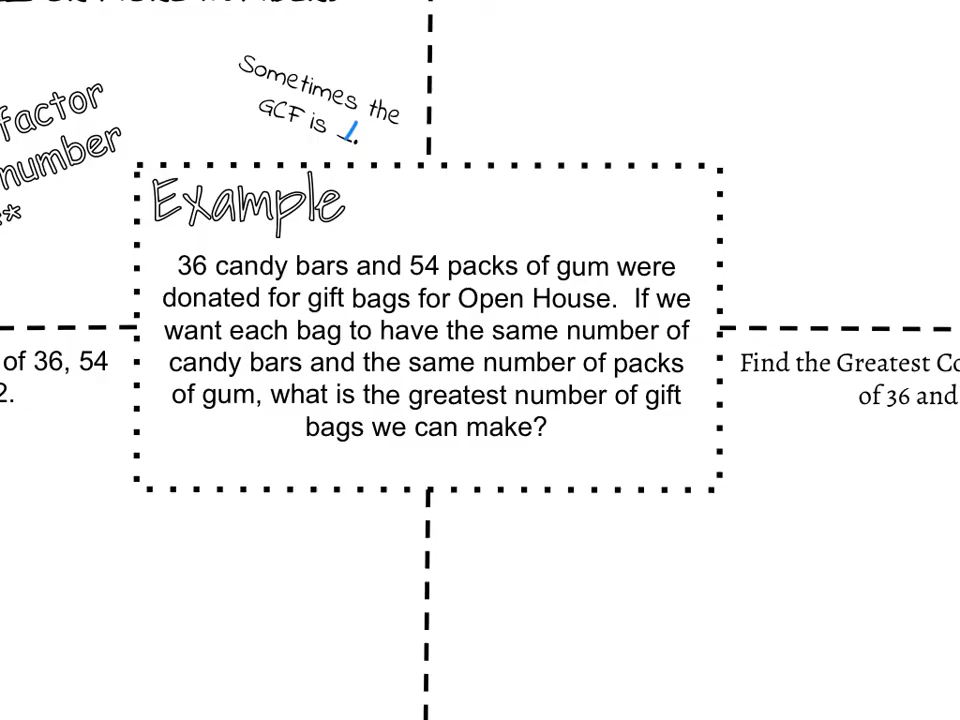 Sometimes the
GCF is 1.
factor
number
**
Example
36 candy bars and 54 packs of gum were
donated for gift bags for Open House.  If we
want each bag to have the same number of
candy bars and the same number of packs
of gum, what is the greatest number of gift
bags we can make?
of 36, 54
2.
Find the Greatest Co
of 36 and